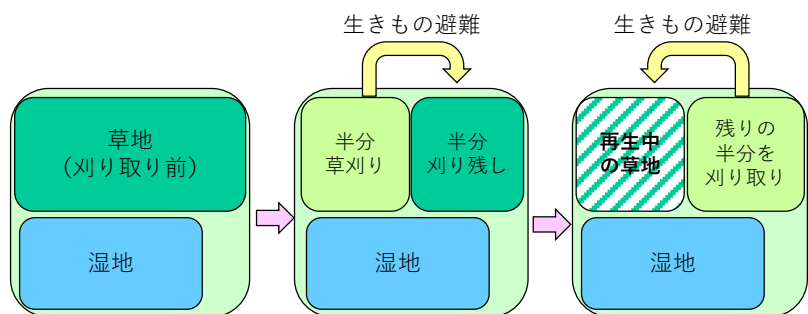 生きもの避難
生きもの避難
草地
(刈り取り前)
半分
草刈り
半分
刈り残し
再生中
の草地
残りの
半分を
刈り取り
湿地
湿地
湿地